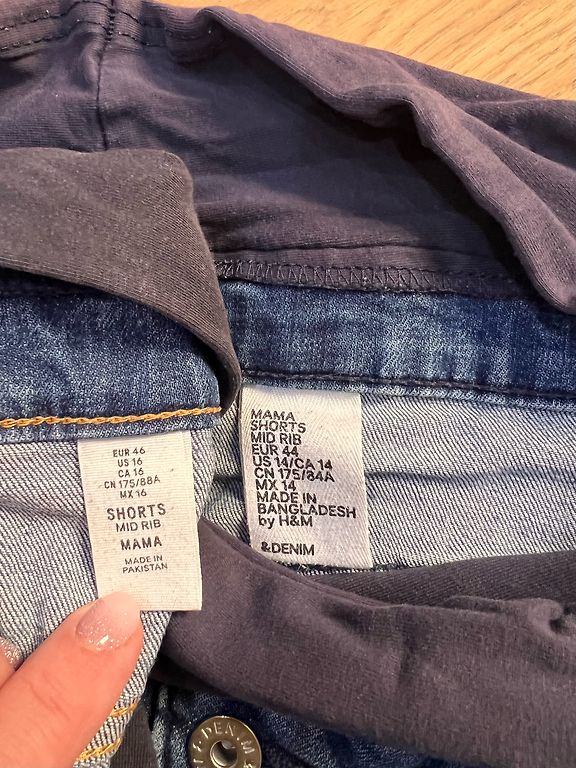 EUR 46
US 16
CA 16
CN 175/88A
MX 16
SHORTS
MID RIB
MAMA
MADE IN
PAKISTAN
MAMA
SHORTS
MID RIB
EUR 44
US 14/CA 14
CN 175/84A
MX 14
MADE IN
BANGLADESH
by H&M
&DENIM
& DENIM